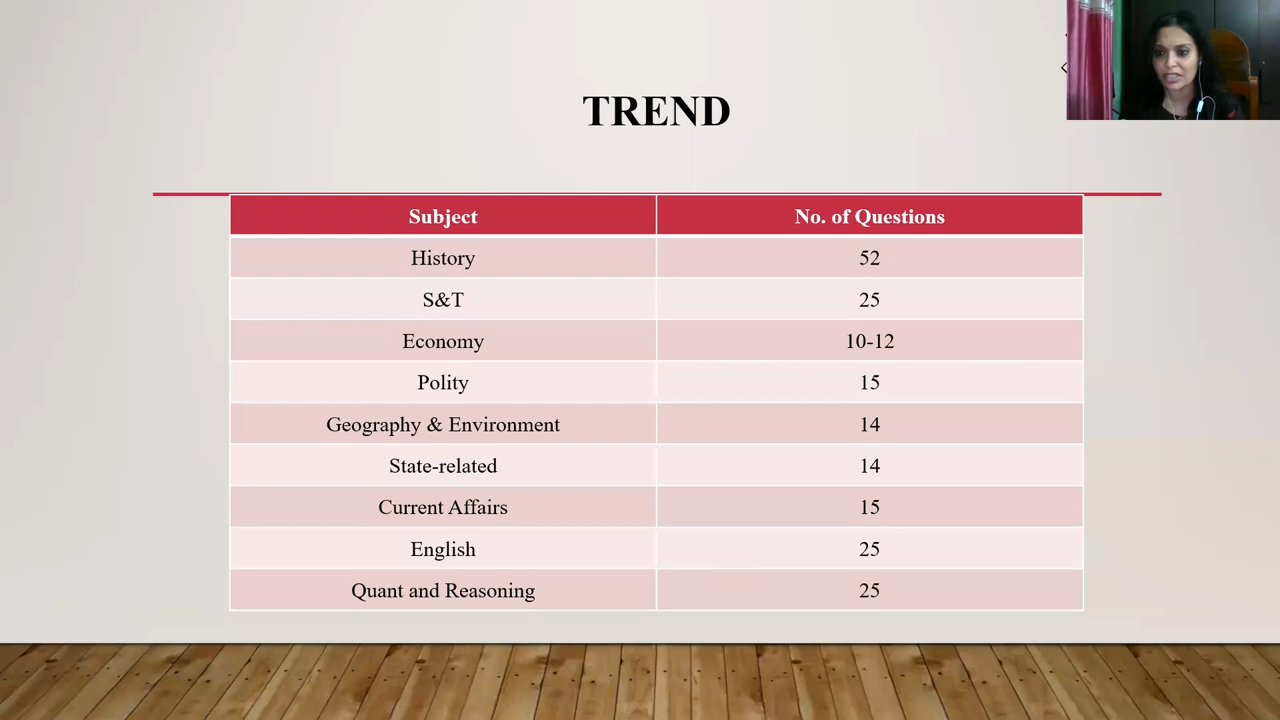 TREND
Subject No. of Questions
History 52
S&T 25
Economy 10-12
Polity 15
Geography & Environment 14
State-related 14
Current Affairs 15
English 25
Quant and Reasoning 25